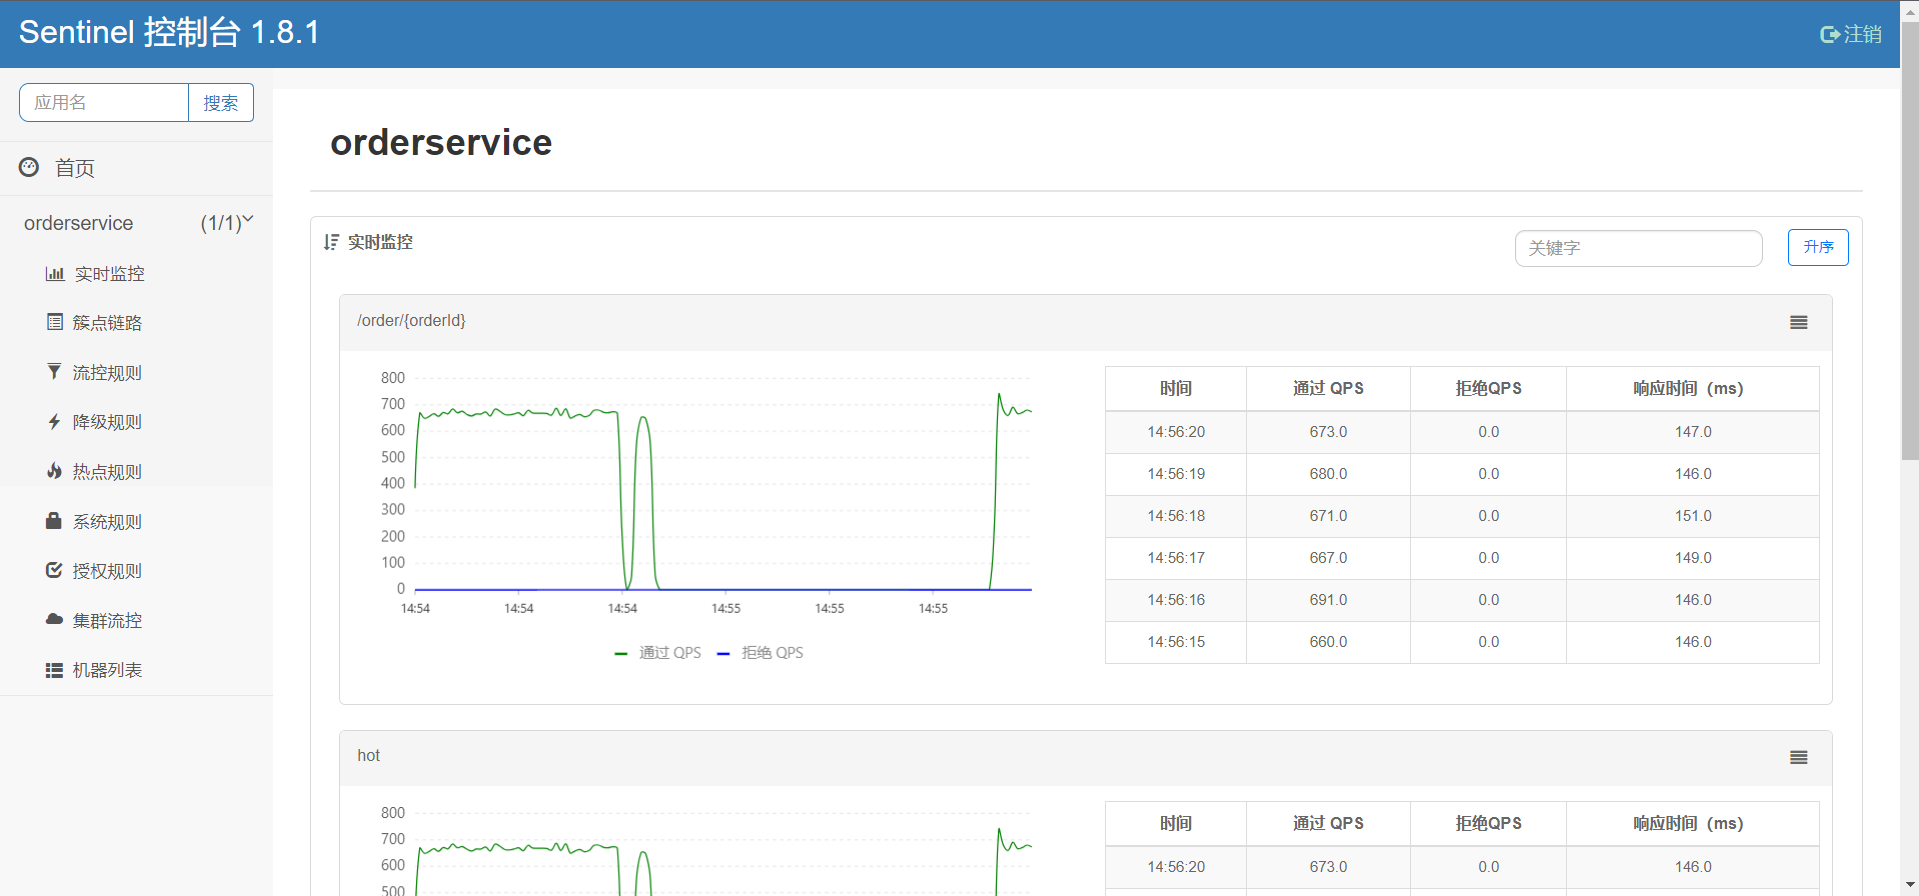 Sentinel 控制台 1.8.1
注销
应用名
搜索
首页
orderservice (1/1)
实时监控
簇点链路
流控规则
降级规则
热点规则
系统规则
授权规则
集群流控
机器列表
orderservice
实时监控
关键字
升序
/order/{orderId}
800
700
600
500
400
300
200
100
0
14:54 14:54 14:54 14:55 14:55 14:55
通过 QPS 拒绝 QPS
时间 通过 QPS 拒绝QPS 响应时间（ms）
14:56:20 673.0 0.0 147.0
14:56:19 680.0 0.0 146.0
14:56:18 671.0 0.0 151.0
14:56:17 667.0 0.0 149.0
14:56:16 691.0 0.0 146.0
14:56:15 660.0 0.0 146.0
hot
800
700
600
500
时间 通过 QPS 拒绝QPS 响应时间（ms）
14:56:20 673.0 0.0 146.0